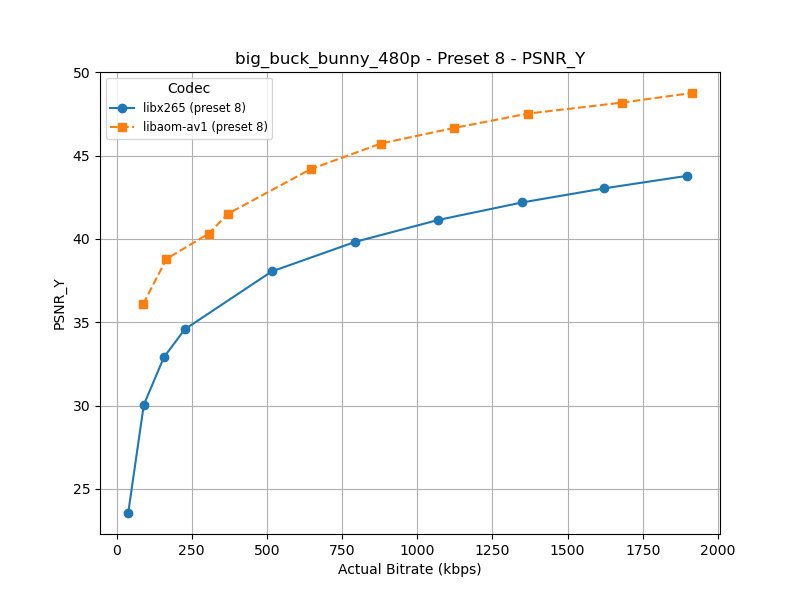 big_buck_bunny_480p - Preset 8 - PSNR_Y
Codec
libx265 (preset 8)
libaom-av1 (preset 8)
50
45
40
35
30
25
PSNR_Y
0 250 500 750 1000 1250 1500 1750 2000
Actual Bitrate (kbps)